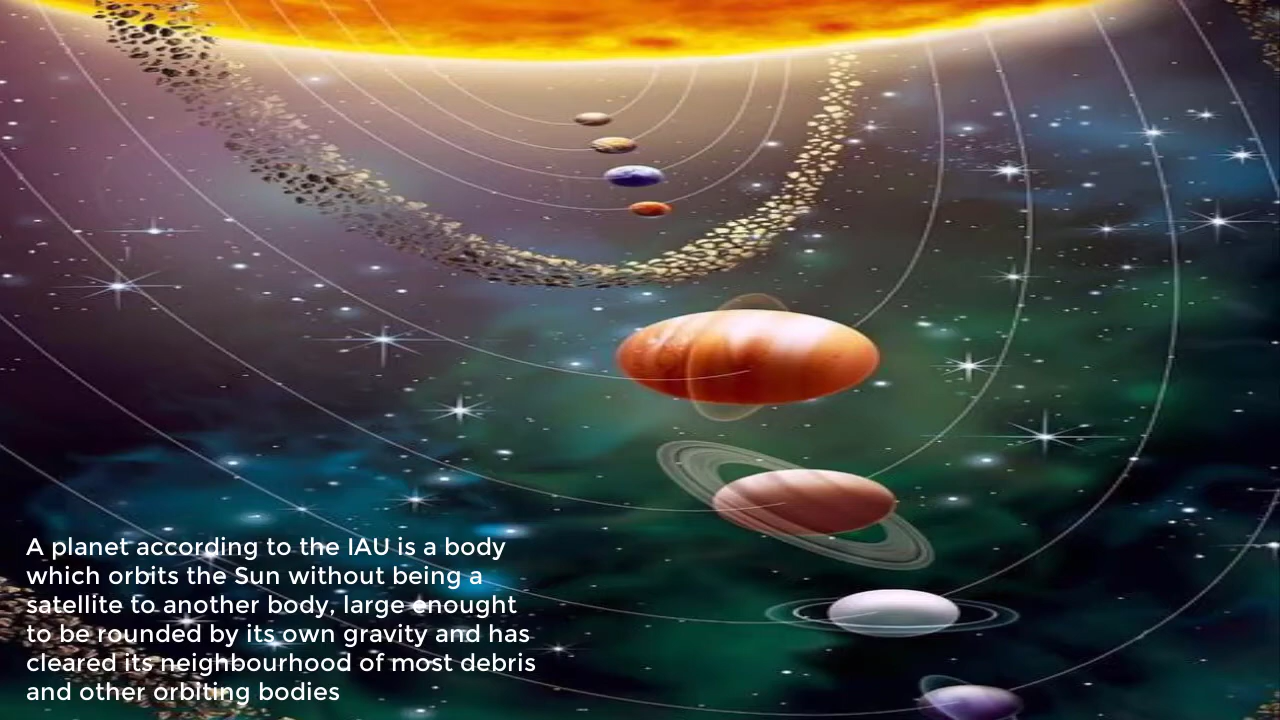 A planet according to the IAU is a body
which orbits the Sun without being a
satellite to another body, large enought
to be rounded by its own gravity and has
cleared its neighbourhood of most debris
and other orbiting bodies